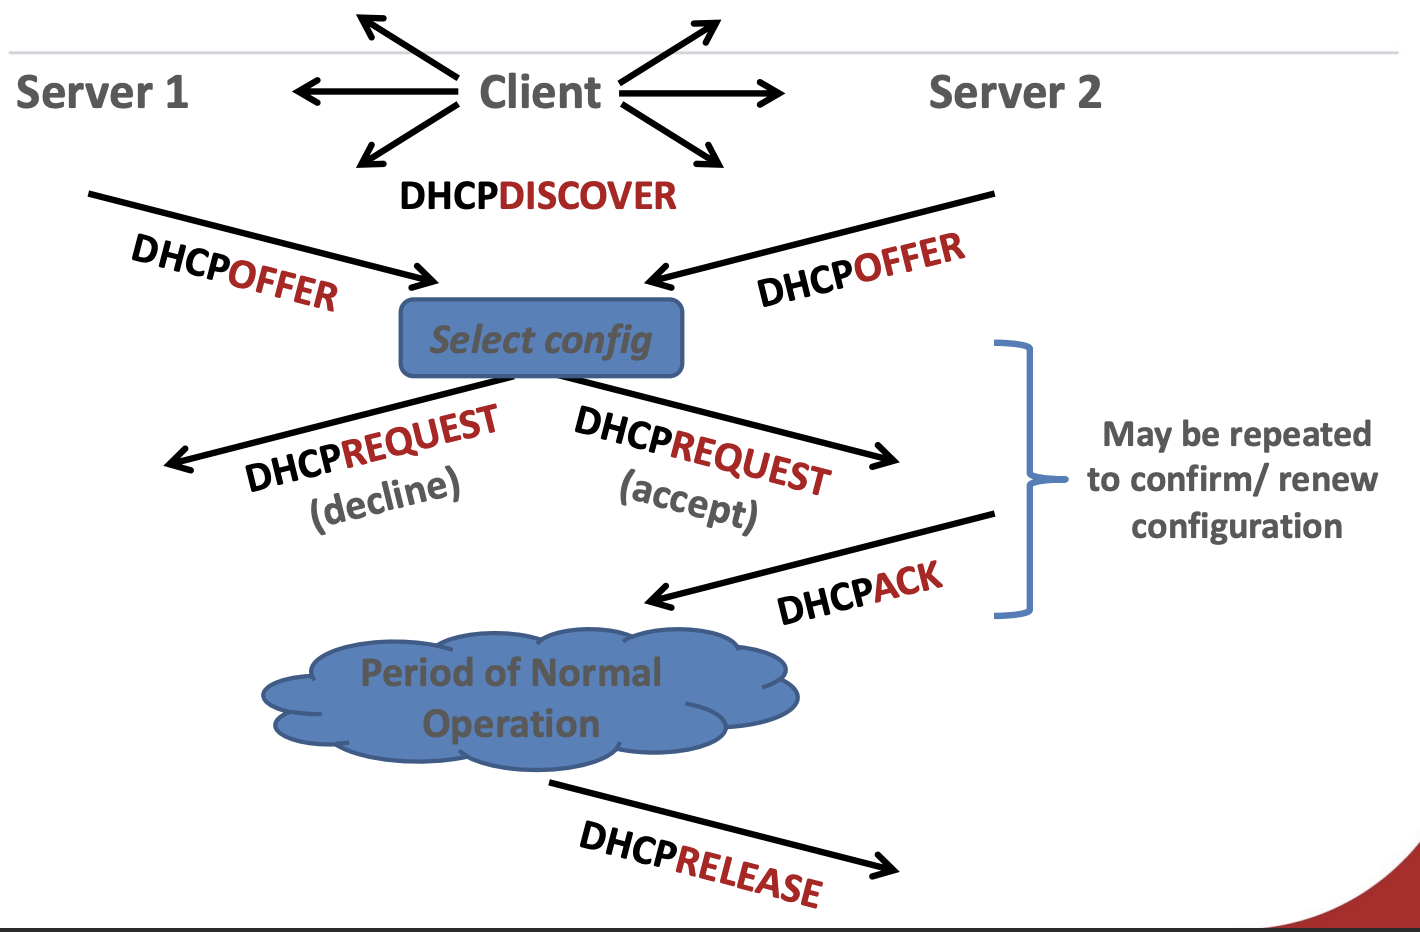 Server 1
Client
Server 2
DHCPDISCOVER
DHCPOFFER
DHCPOFFER
Select config
DHCPREQUEST
(decline)
DHCPREQUEST
(accept)
May be repeated
to confirm/ renew
configuration
DHCPACK
Period of Normal
Operation
DHCPRELEASE